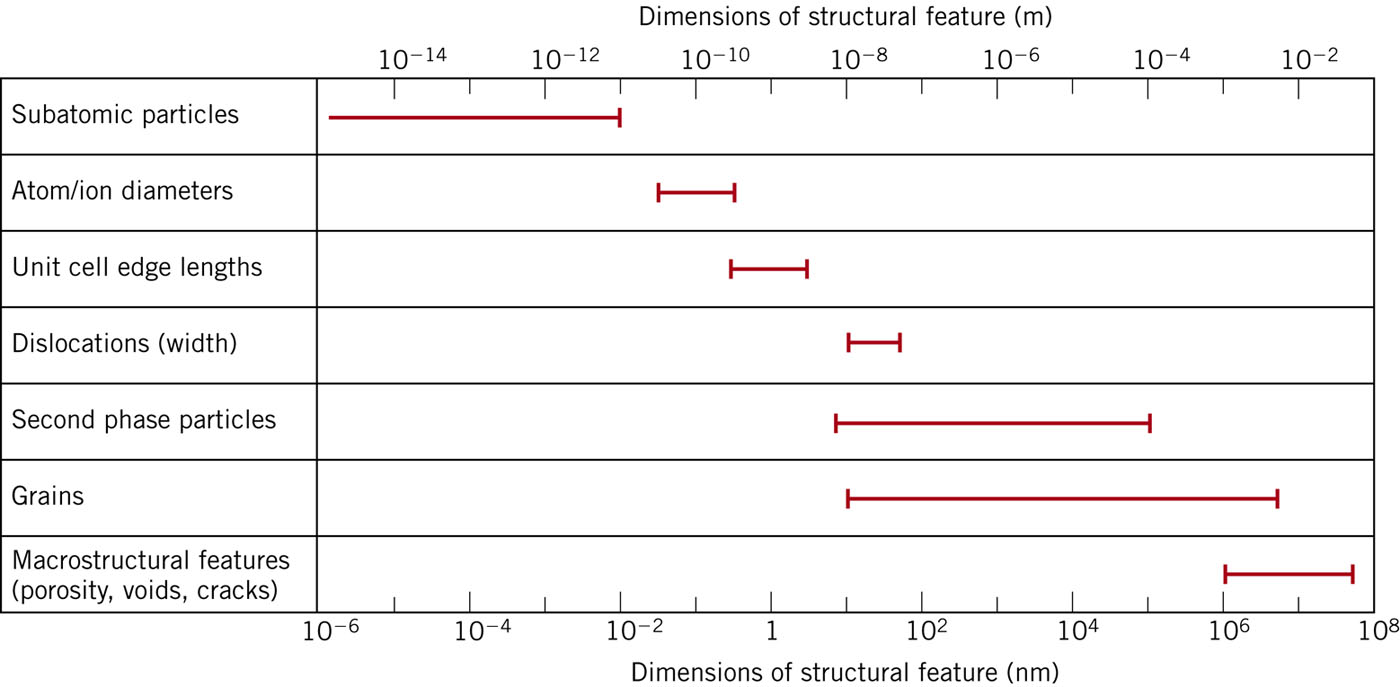 Dimensions of structural feature (m)
10⁻¹⁴ 10⁻¹² 10⁻¹⁰ 10⁻⁸ 10⁻⁶ 10⁻⁴ 10⁻²
Subatomic particles
Atom/ion diameters
Unit cell edge lengths
Dislocations (width)
Second phase particles
Grains
Macrostructural features
(porosity, voids, cracks)
10⁻⁶ 10⁻⁴ 10⁻² 1 10² 10⁴ 10⁶ 10⁸
Dimensions of structural feature (nm)